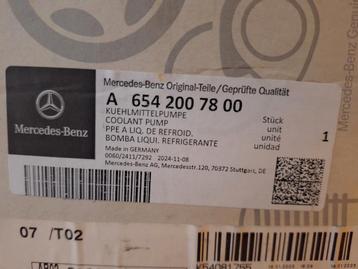 Mercedes-Benz
Mercedes-Benz Original-Teile/Geprüfte Qualität
A 654 200 78 00
KUEHLMITTELPUMPE
COOLANT PUMP
PPE A LIQ. DE REFROID.
BOMBA LIQUI. REFRIGERANTE
Stück
unit
unité
unidad
1
Made in GERMANY
0060/2411/7292 2024-11-08
Mercedes-Benz AG, Mercedesstr.120, 70372 Stuttgart, DE
Mercedes-Benz
07 /T02